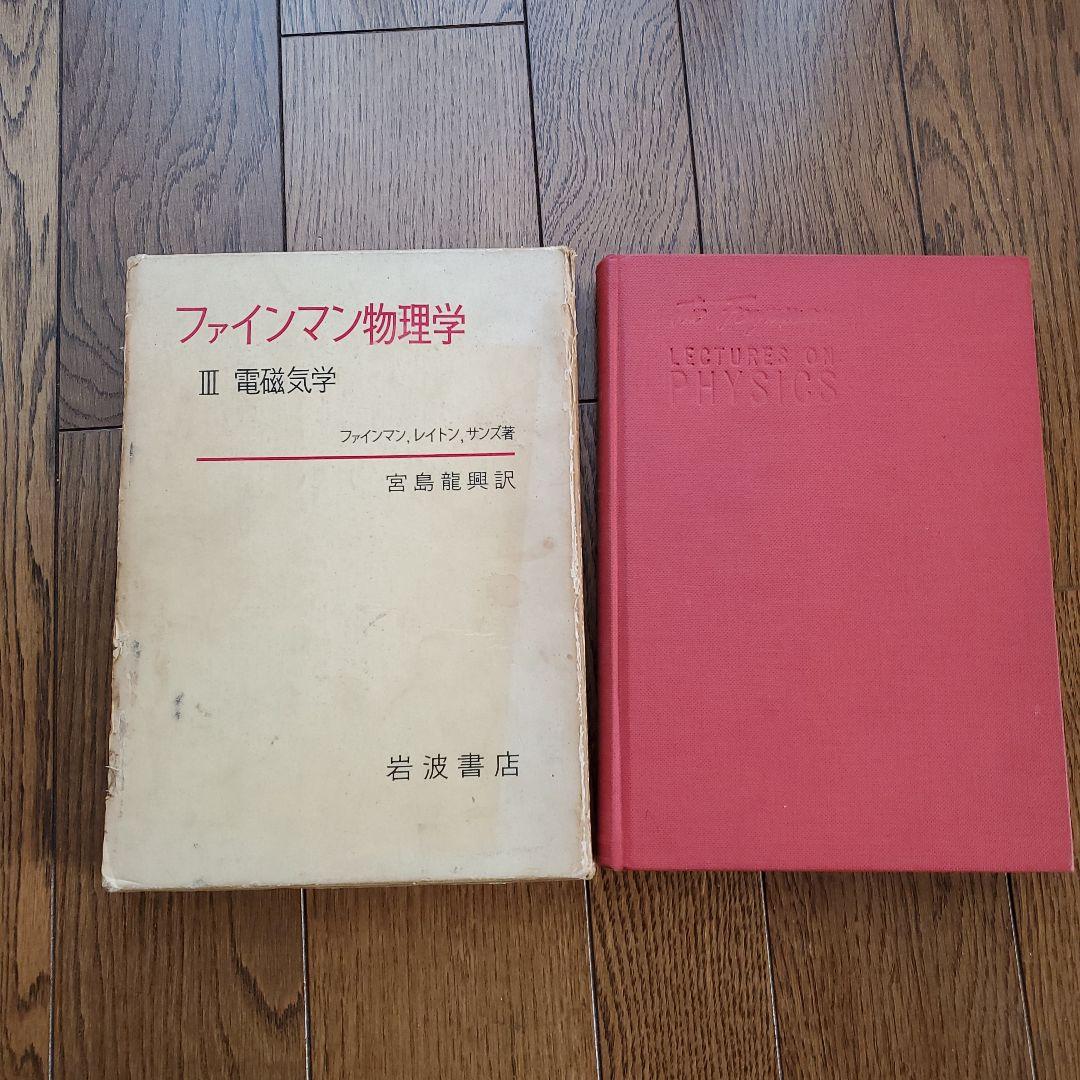 ファインマン物理学
III 電磁気学
ファインマン, レイトン, サンズ著
宮島龍興訳
岩波書店
The Feynman
LECTURES ON
PHYSICS